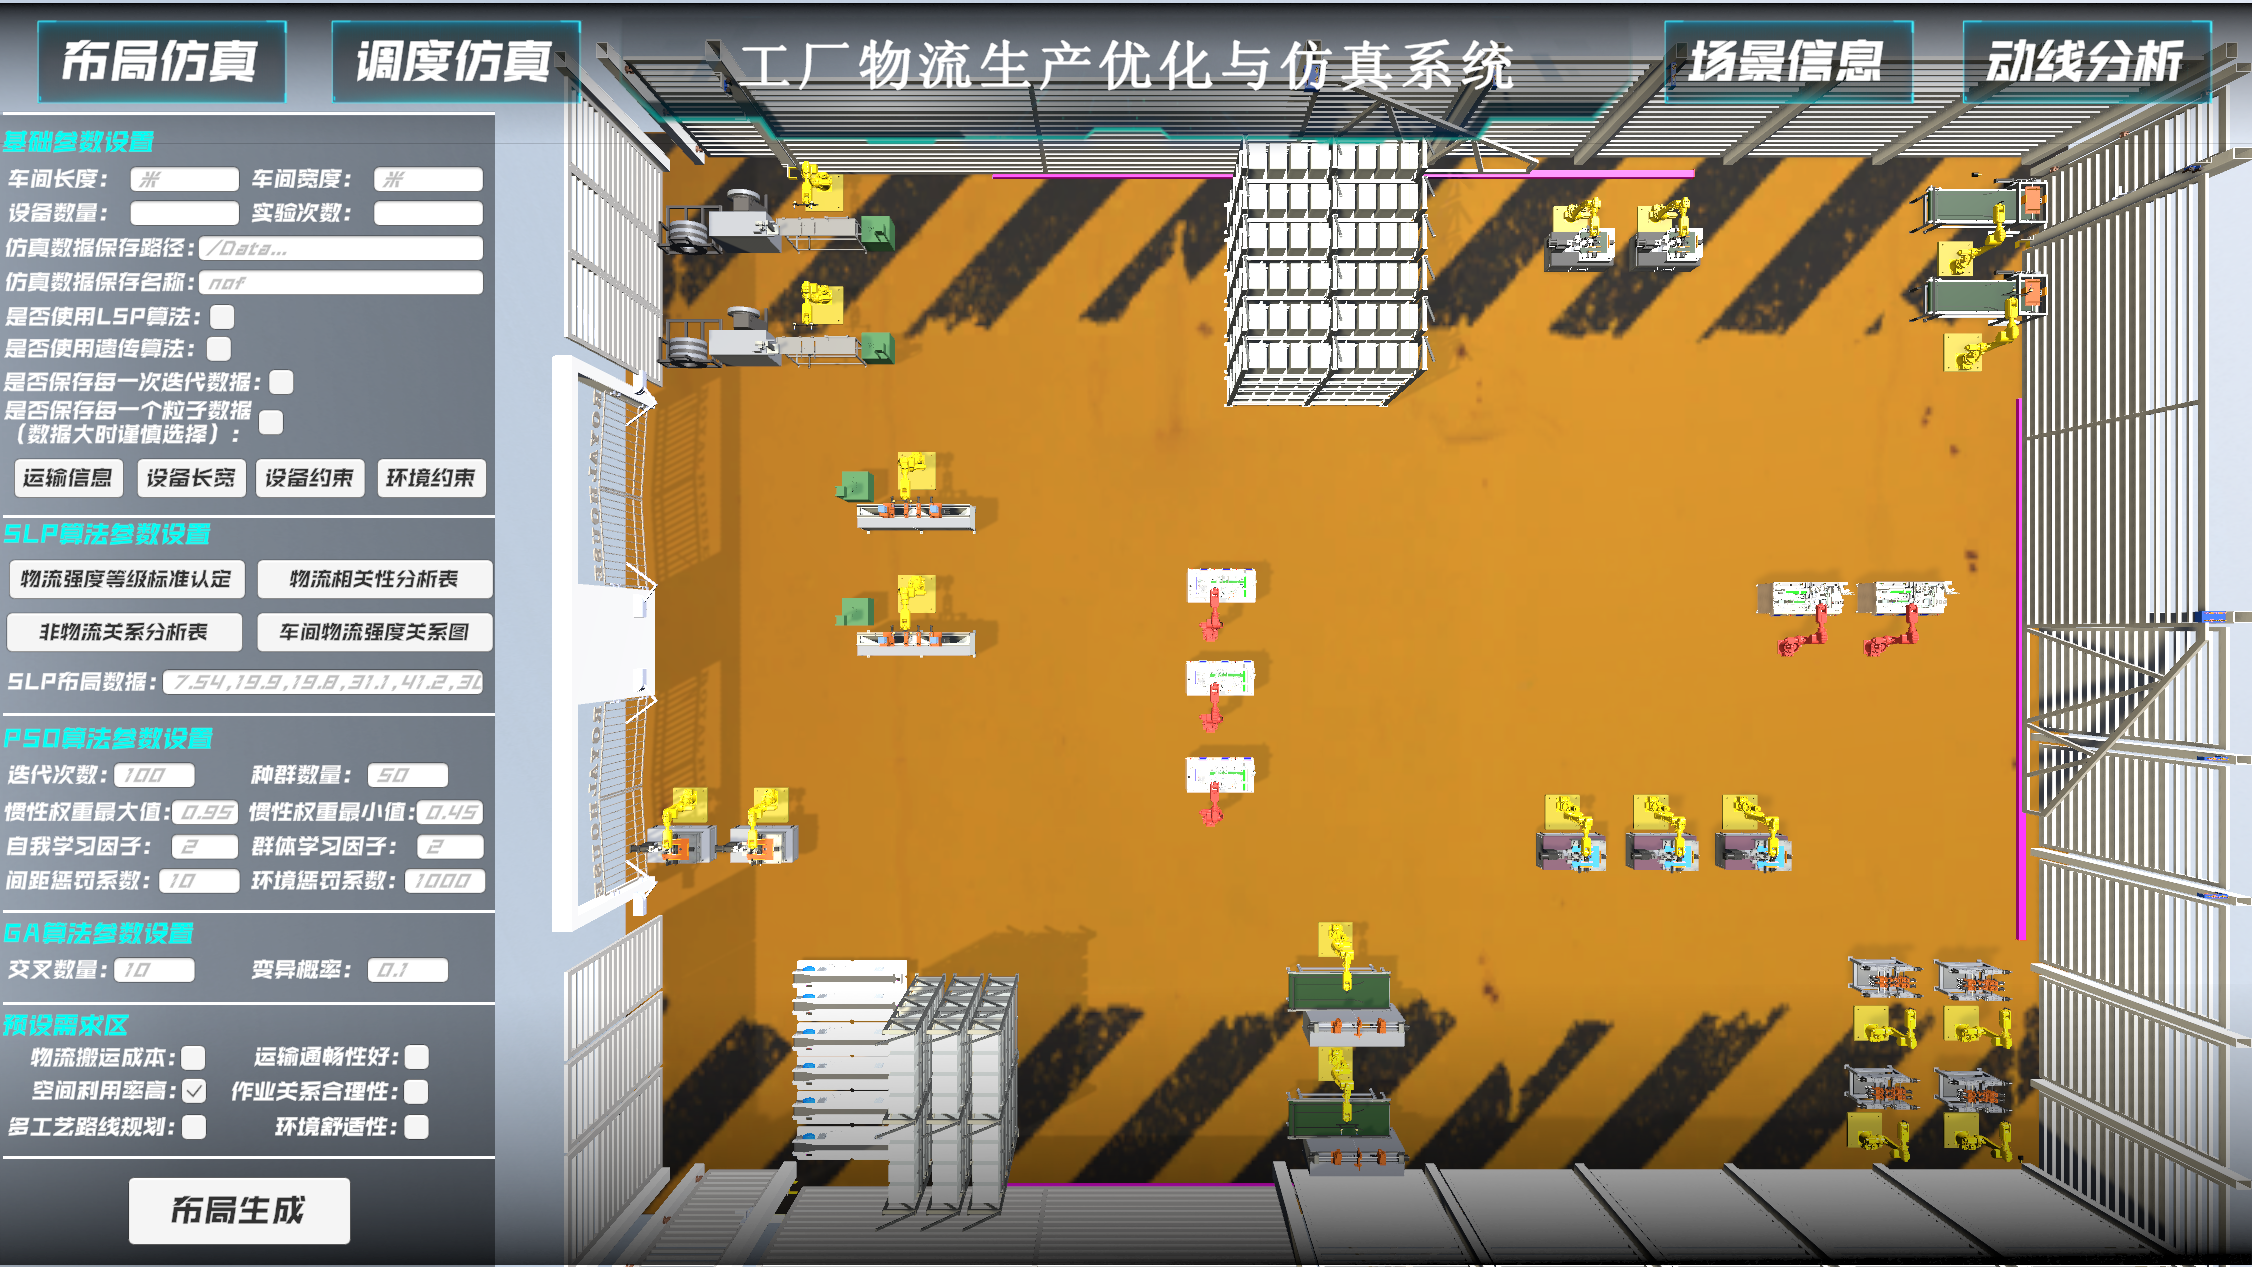 布局仿真
调度仿真
工厂物流生产优化与仿真系统
场景信息
动线分析
基础参数设置
车间长度： 米 车间宽度： 米
设备数量： 实验次数：
仿真数据保存路径： /Data...
仿真数据保存名称： naf
是否使用LSP算法：
是否使用遗传算法：
是否保存每一次迭代数据：
是否保存每一个粒子数据
（数据大时谨慎选择）：
运输信息 设备长宽 设备约束 环境约束
SLP算法参数设置
物流强度等级标准认定 物流相关性分析表
非物流关系分析表 车间物流强度关系图
SLP布局数据： 7.54,19.9,19.8,31.1,41.2,30
PSO算法参数设置
迭代次数： 100 种群数量： 50
惯性权重最大值： 0.95 惯性权重最小值： 0.45
自我学习因子： 2 群体学习因子： 2
间距惩罚系数： 10 环境惩罚系数： 1000
GA算法参数设置
交叉数量： 10 变异概率： 0.1
预设需求区
物流搬运成本： 运输通畅性好：
空间利用率高： 作业关系合理性：
多工艺路线规划： 环境舒适性：
布局生成